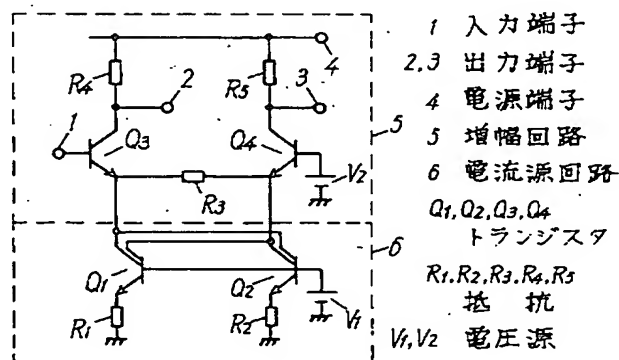 R4
R5
2
3
4
1
Q3
Q4
5
R3
V2
6
Q1
Q2
R1
R2
V1
1 入力端子
2,3 出力端子
4 電源端子
5 増幅回路
6 電流源回路
Q1,Q2,Q3,Q4
トランジスタ
R1,R2,R3,R4,R5
抵抗
V1,V2 電圧源